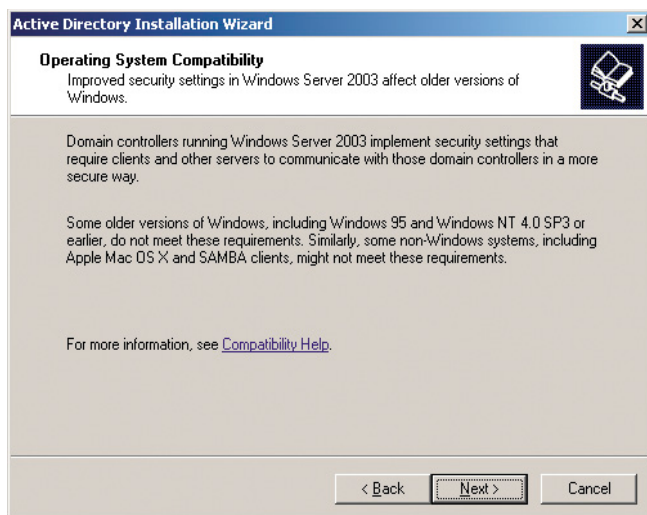 Active Directory Installation Wizard
Operating System Compatibility
Improved security settings in Windows Server 2003 affect older versions of
Windows.
Domain controllers running Windows Server 2003 implement security settings that
require clients and other servers to communicate with those domain controllers in a more
secure way.
Some older versions of Windows, including Windows 95 and Windows NT 4.0 SP3 or
earlier, do not meet these requirements. Similarly, some non-Windows systems, including
Apple Mac OS X and SAMBA clients, might not meet these requirements.
For more information, see Compatibility Help.
< Back Next > Cancel